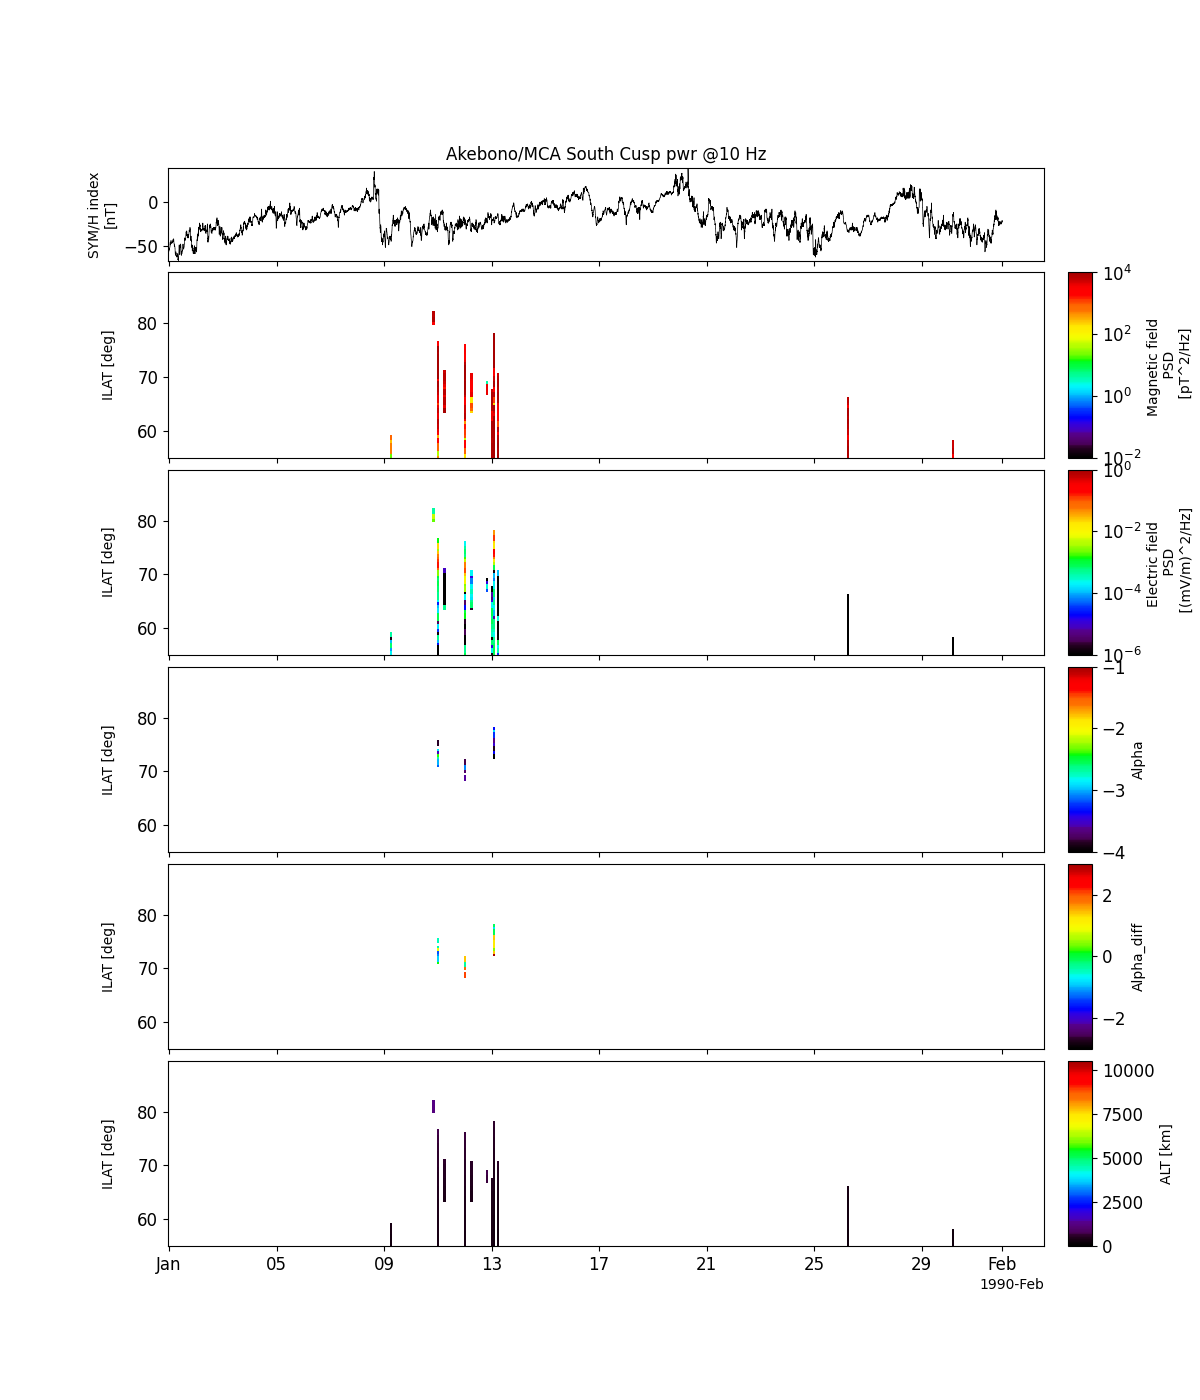 Akebono/MCA South Cusp pwr @10 Hz
SYM/H index
[nT]
0
−50
ILAT [deg]
80
70
60
10^4
10^2
10^0
10^−2
Magnetic field
PSD
[pT^2/Hz]
ILAT [deg]
80
70
60
10^0
10^−2
10^−4
10^−6
Electric field
PSD
[(mV/m)^2/Hz]
ILAT [deg]
80
70
60
−1
−2
−3
−4
Alpha
ILAT [deg]
80
70
60
2
0
−2
Alpha_diff
ILAT [deg]
80
70
60
10000
7500
5000
2500
0
ALT [km]
Jan 05 09 13 17 21 25 29 Feb
1990-Feb